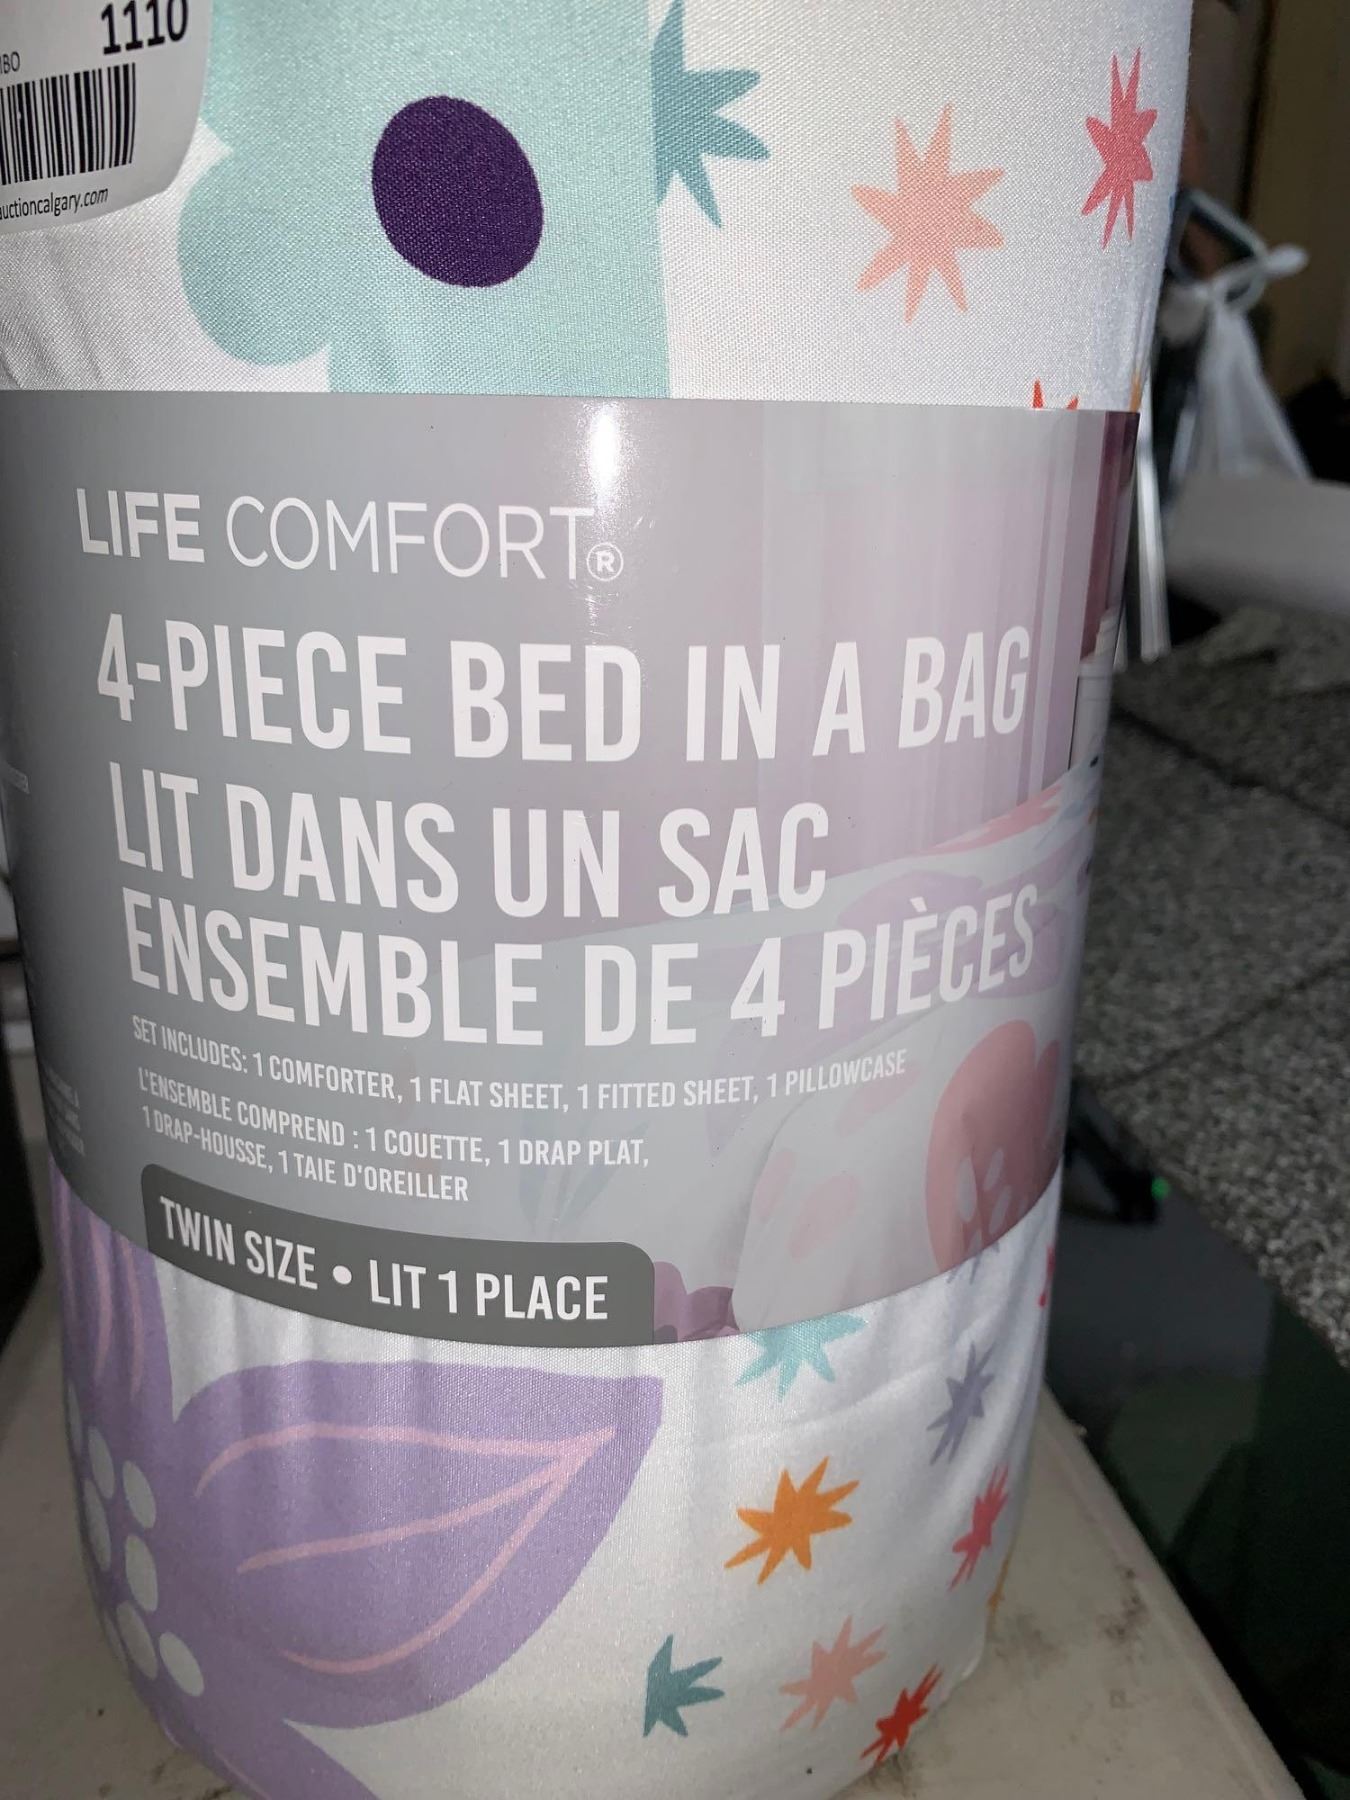 1110
auctioncalgary.com
LIFE COMFORT®
4-PIECE BED IN A BAG
LIT DANS UN SAC
ENSEMBLE DE 4 PIÈCES
SET INCLUDES: 1 COMFORTER, 1 FLAT SHEET, 1 FITTED SHEET, 1 PILLOWCASE
L'ENSEMBLE COMPREND : 1 COUETTE, 1 DRAP PLAT,
1 DRAP-HOUSSE, 1 TAIE D'OREILLER
TWIN SIZE • LIT 1 PLACE